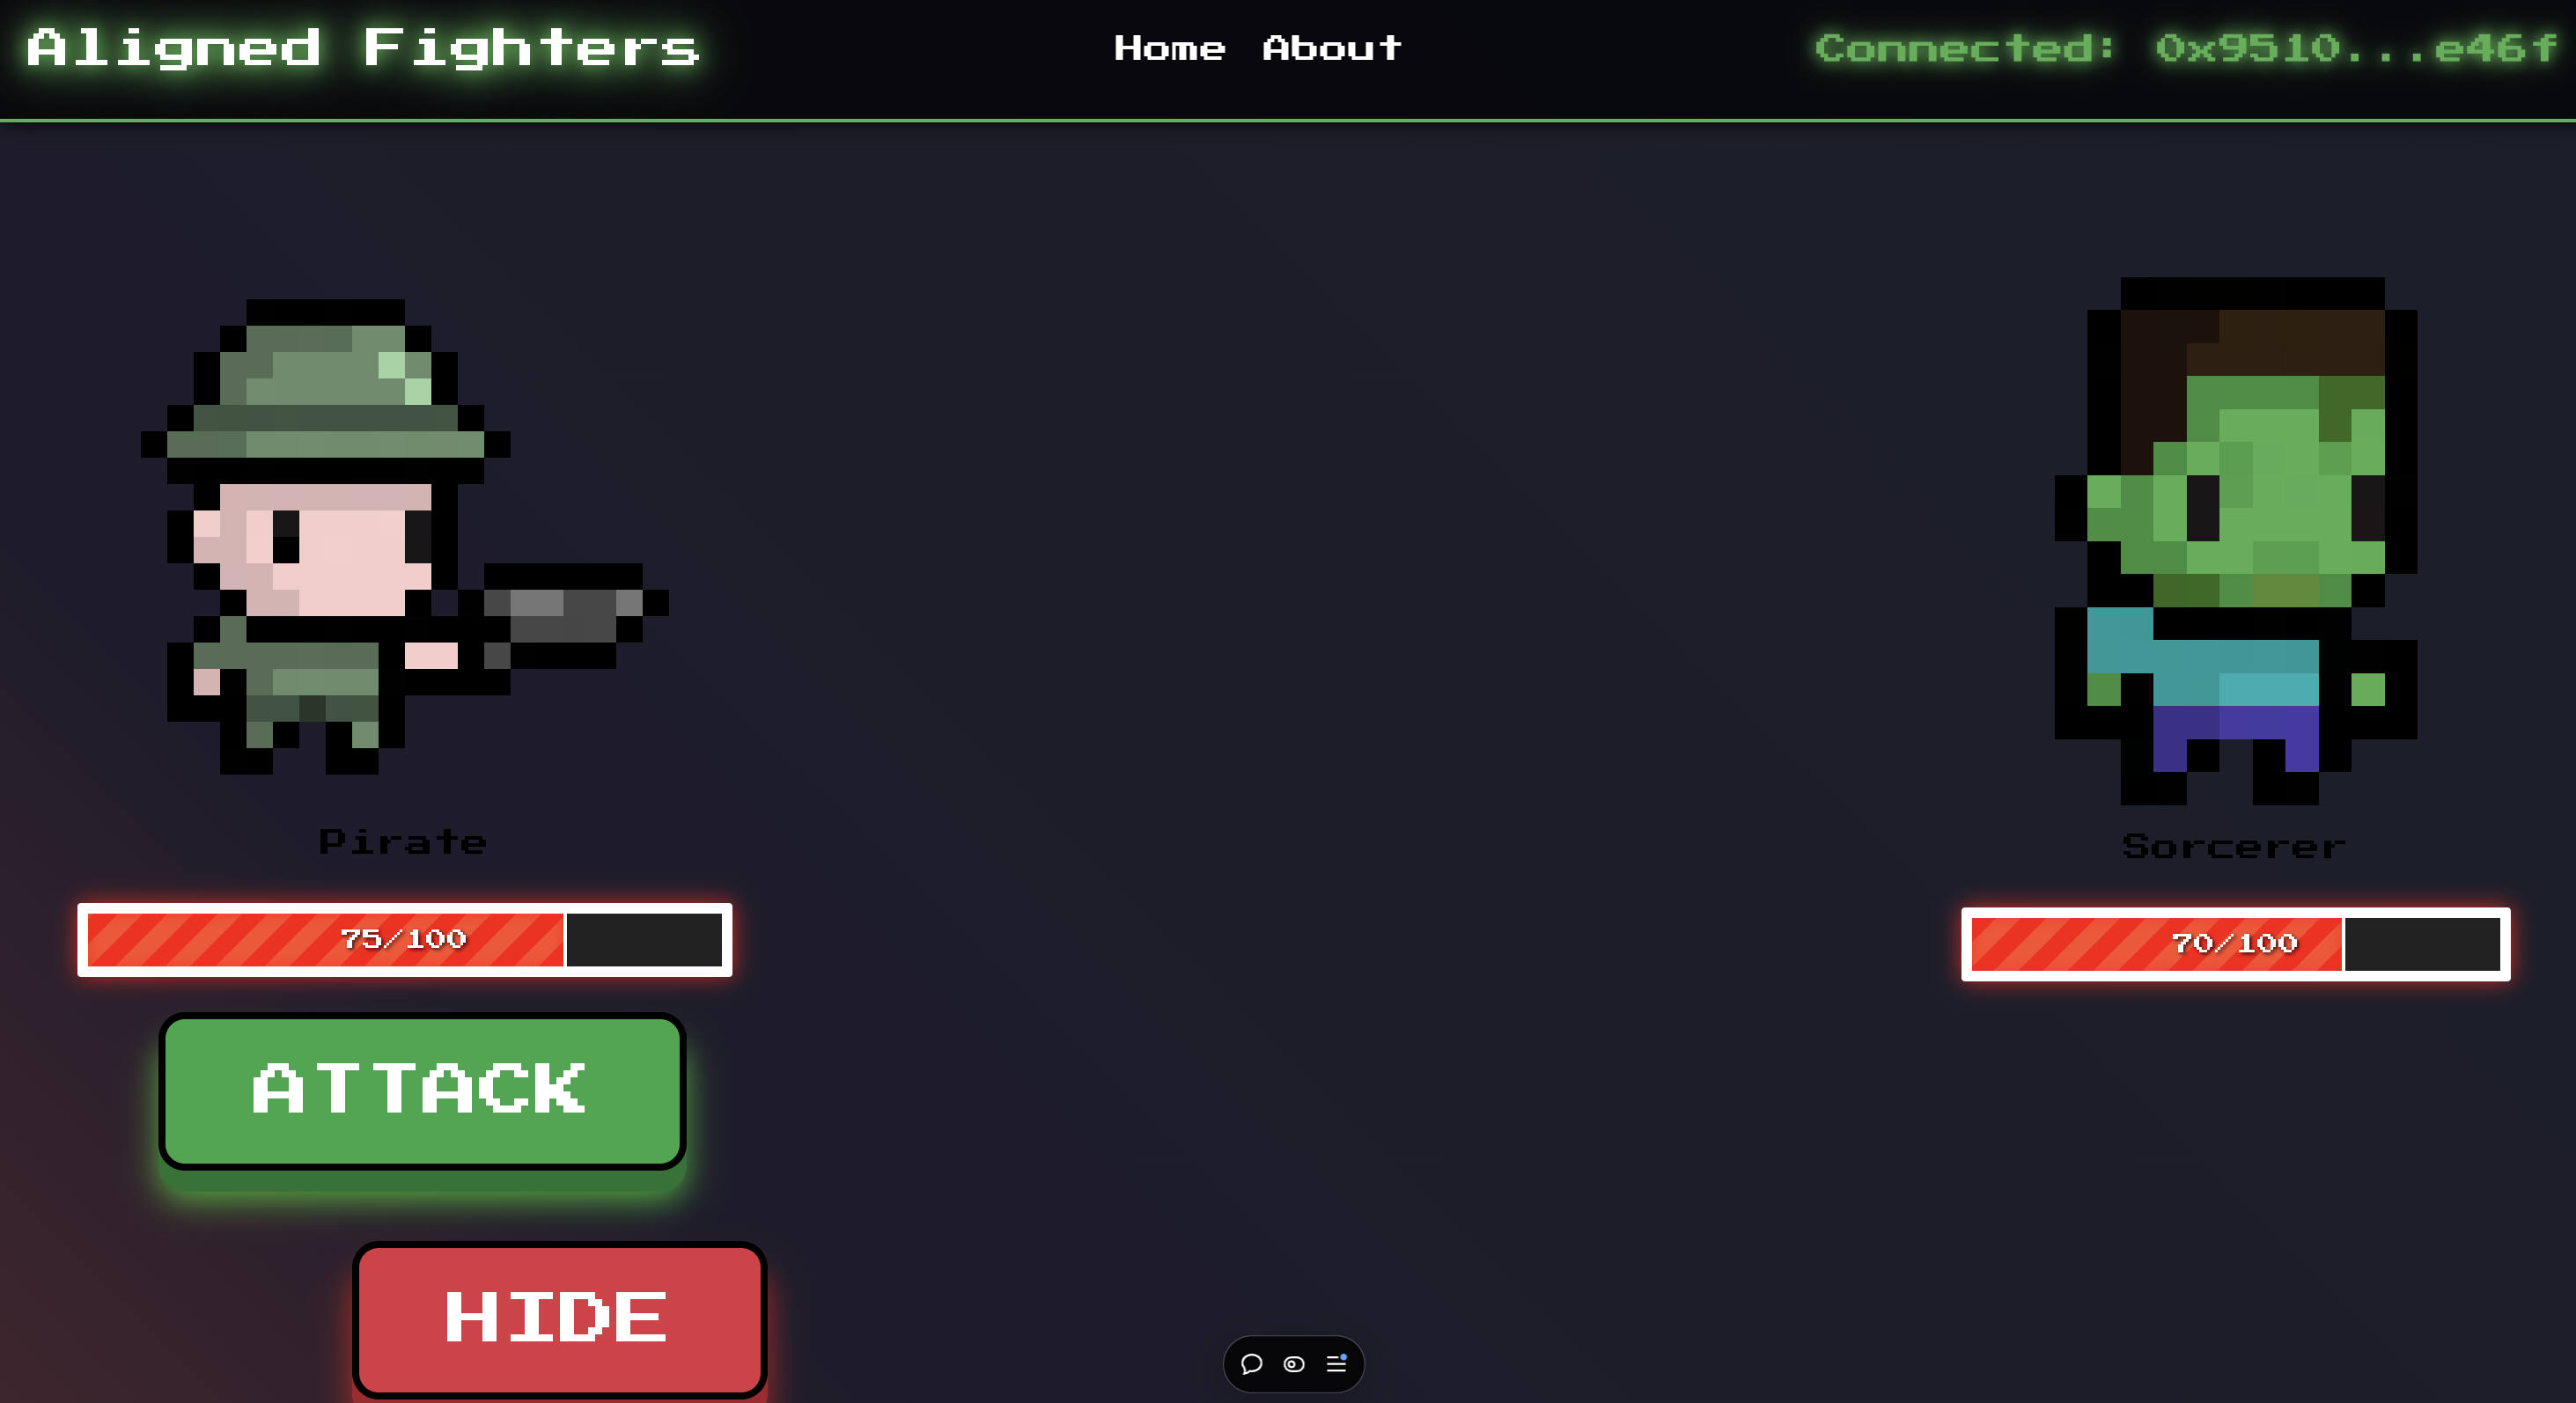 Aligned Fighters
Home About
Connected: 0x9510...e46f
Pirate
Sorcerer
75/100
70/100
ATTACK
HIDE